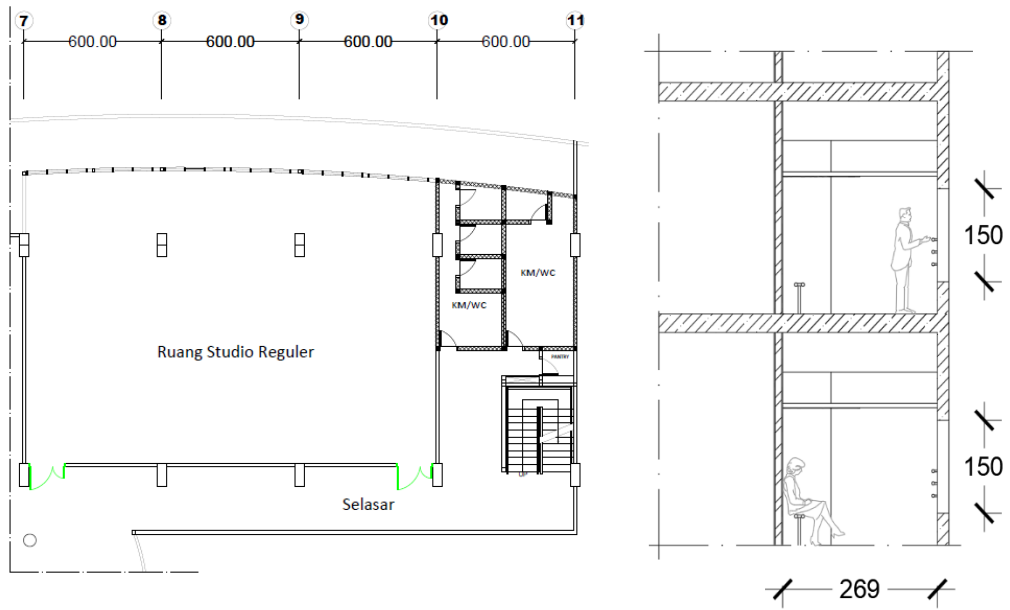 7 8 9 10 11
600.00 600.00 600.00 600.00
KM/WC
KM/WC
Ruang Studio Reguler
PANTRY
Selasar
150
150
269